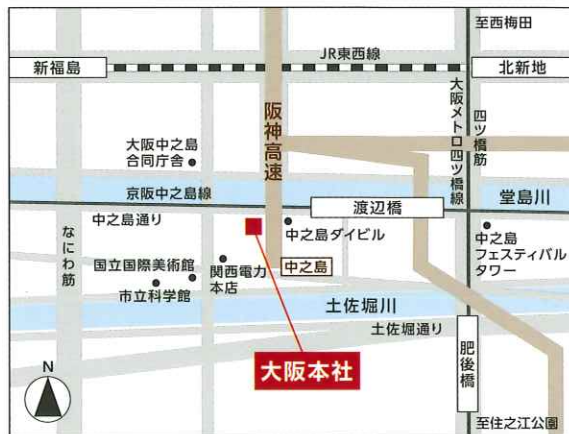 至西梅田
JR東西線
新福島
北新地
阪神高速
大阪メトロ四ツ橋線
四ツ橋筋
大阪中之島
合同庁舎
京阪中之島線
渡辺橋
堂島川
中之島通り
なにわ筋
中之島ダイビル
中之島
フェスティバル
タワー
国立国際美術館
市立科学館
関西電力
本店
中之島
土佐堀川
土佐堀通り
大阪本社
肥後橋
N
至住之江公園